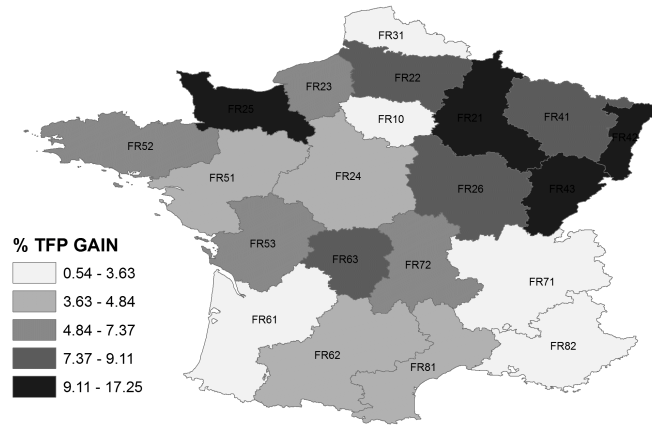 FR31
FR22
FR23
FR25
FR10
FR21
FR41
FR42
FR52
FR51
FR24
FR26
FR43
FR53
FR63
FR72
FR71
FR61
FR62
FR81
FR82
% TFP GAIN
0.54 - 3.63
3.63 - 4.84
4.84 - 7.37
7.37 - 9.11
9.11 - 17.25